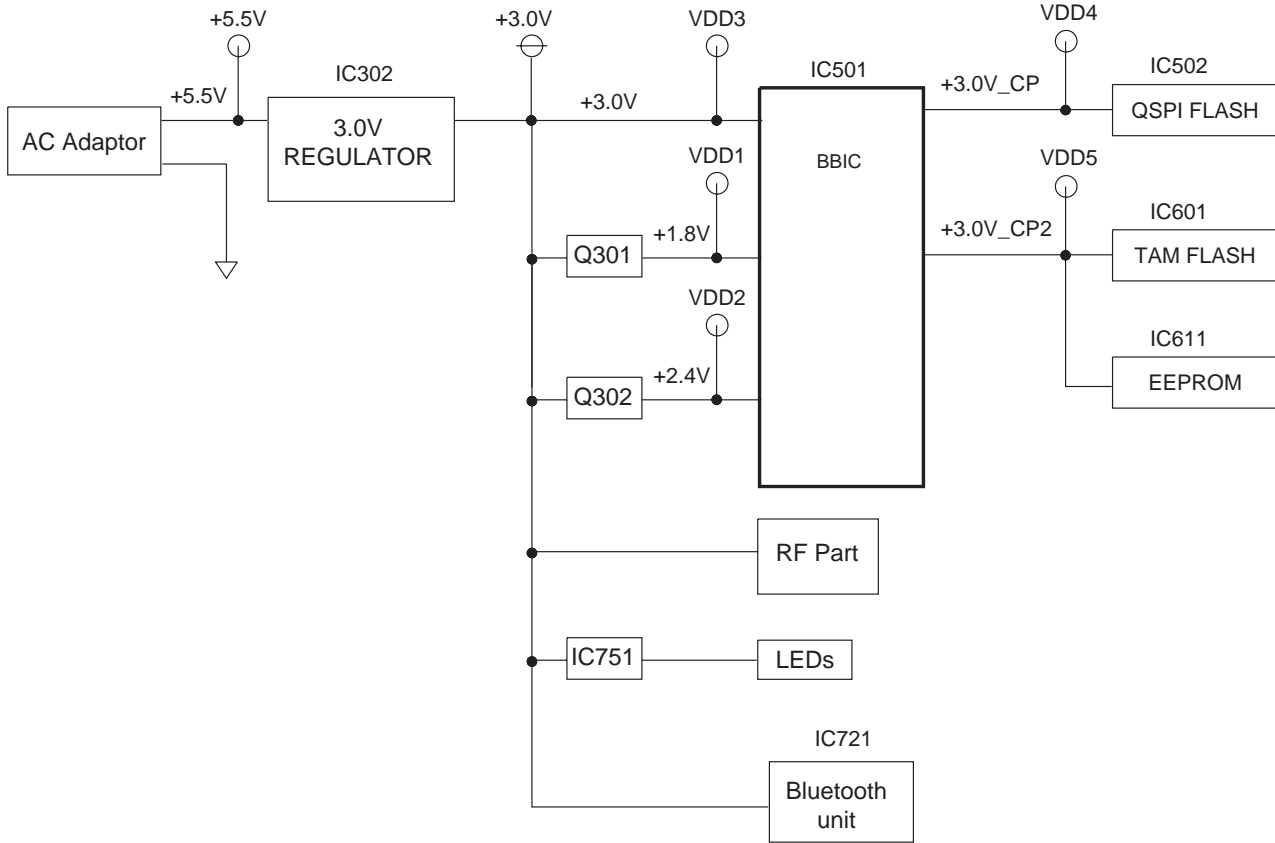 +5.5V
+3.0V
VDD3
VDD4
IC302
IC501
IC502
+5.5V
+3.0V
+3.0V_CP
AC Adaptor
3.0V
REGULATOR
QSPI FLASH
VDD1
BBIC
VDD5
IC601
Q301
+1.8V
+3.0V_CP2
TAM FLASH
VDD2
IC611
Q302
+2.4V
EEPROM
RF Part
IC751
LEDs
IC721
Bluetooth
unit